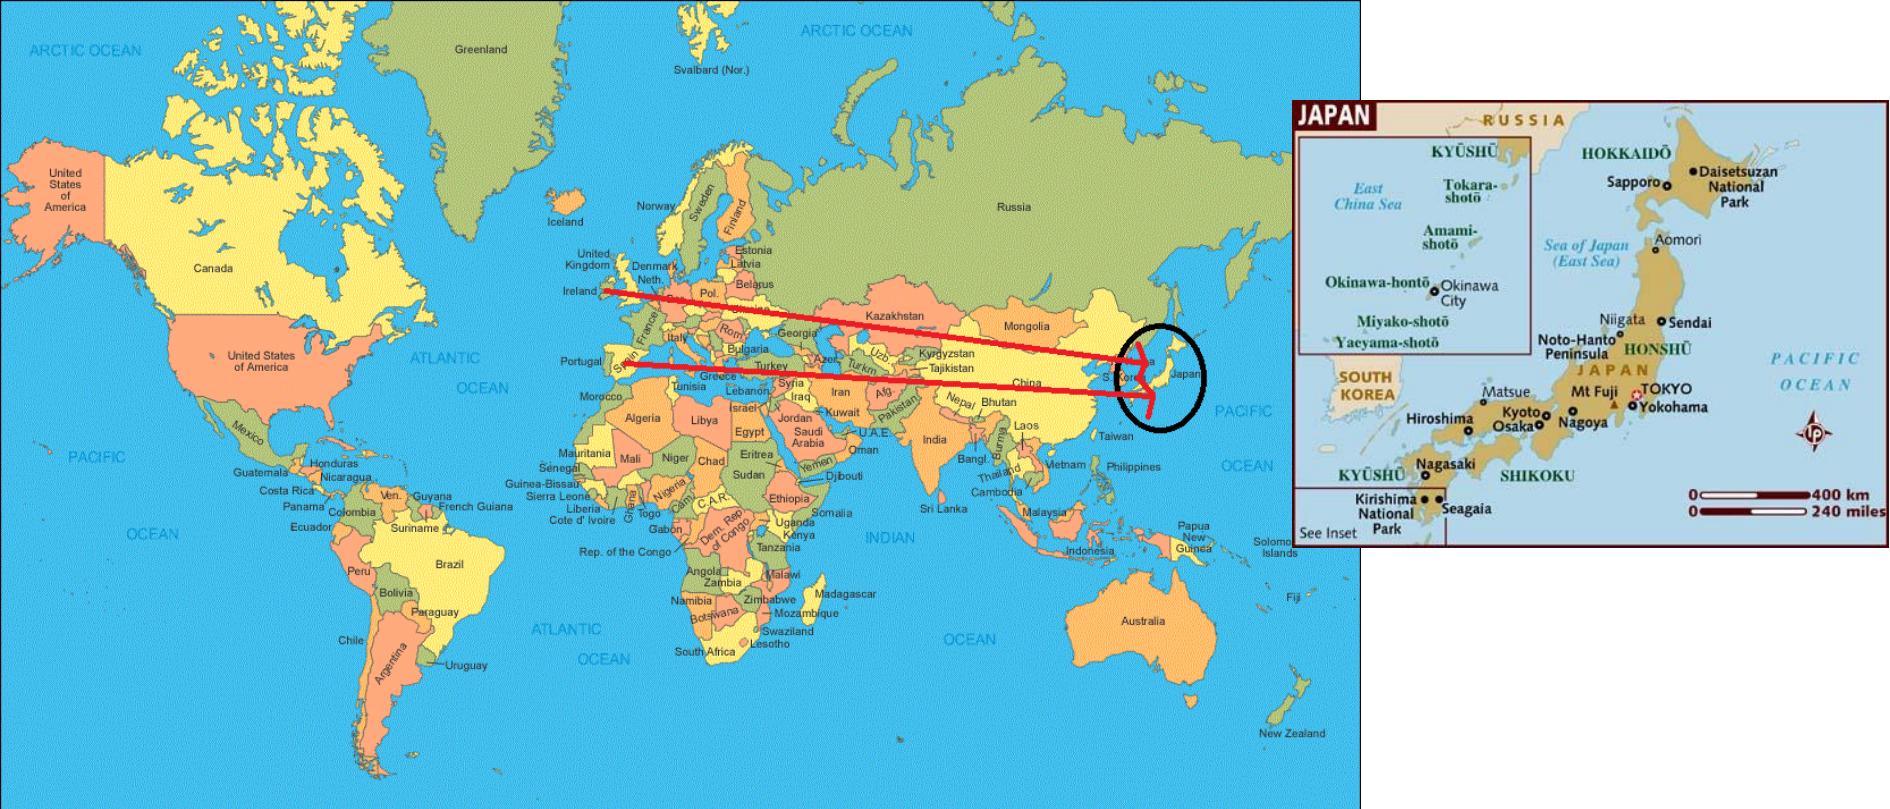 ARCTIC OCEAN
ARCTIC OCEAN
Greenland
Svalbard (Nor.)
United
States
of
America
Canada
Iceland
Norway
Sweden
Finland
Russia
United
Kingdom
Denmark
Neth.
Estonia
Latvia
Belarus
Ireland
Pol.
France
Rom.
Italy
Bulgaria
Georgia
Kazakhstan
Mongolia
United States
of America
ATLANTIC
OCEAN
Portugal
Spain
Greece
Turkey
Azer.
Uzb.
Turkm.
Kyrgyzstan
Tajikistan
China
S. Korea
Japan
Morocco
Tunisia
Lebanon
Syria
Iraq
Iran
Afg.
Pakistan
Nepal
Bhutan
Algeria
Libya
Israel
Egypt
Jordan
Kuwait
Saudi
Arabia
U.A.E.
Oman
India
Bangl.
Burma
Laos
Taiwan
PACIFIC
OCEAN
Mexico
PACIFIC
OCEAN
Guatemala
Honduras
Nicaragua
Costa Rica
Panama
Ven.
Guyana
French Guiana
Colombia
Suriname
Ecuador
Peru
Brazil
Bolivia
Paraguay
Chile
Argentina
Uruguay
Mauritania
Mali
Niger
Chad
Sudan
Eritrea
Yemen
Djibouti
Senegal
Guinea-Bissau
Sierra Leone
Liberia
Cote d' Ivoire
Ghana
Togo
Nigeria
Cam.
C.A.R.
Ethiopia
Somalia
Gabon
Rep. of the Congo
Dem. Rep
of Congo
Uganda
Kenya
Tanzania
Angola
Zambia
Malawi
Namibia
Botswana
Zimbabwe
Mozambique
Madagascar
Swaziland
Lesotho
South Africa
ATLANTIC
OCEAN
INDIAN
OCEAN
Sri Lanka
Thailand
Vietnam
Cambodia
Philippines
Malaysia
Indonesia
Papua
New
Guinea
Solomo
Islands
Fiji
Australia
New Zealand
JAPAN
RUSSIA
KYŪSHŪ
East
China Sea
Tokara-
shotō
Amami-
shotō
Okinawa-hontō
Okinawa
City
Miyako-shotō
Yaeyama-shotō
HOKKAIDŌ
Sapporo
Daisetsuzan
National
Park
Sea of Japan
(East Sea)
Aomori
Niigata
Sendai
Noto-Hanto
Peninsula
HONSHŪ
JAPAN
PACIFIC
OCEAN
SOUTH
KOREA
Matsue
Mt Fuji
TOKYO
Yokohama
Hiroshima
Kyoto
Osaka
Nagoya
KYŪSHŪ
Nagasaki
SHIKOKU
Kirishima
National
Park
Seagaia
See Inset
0 400 km
0 240 miles
lp